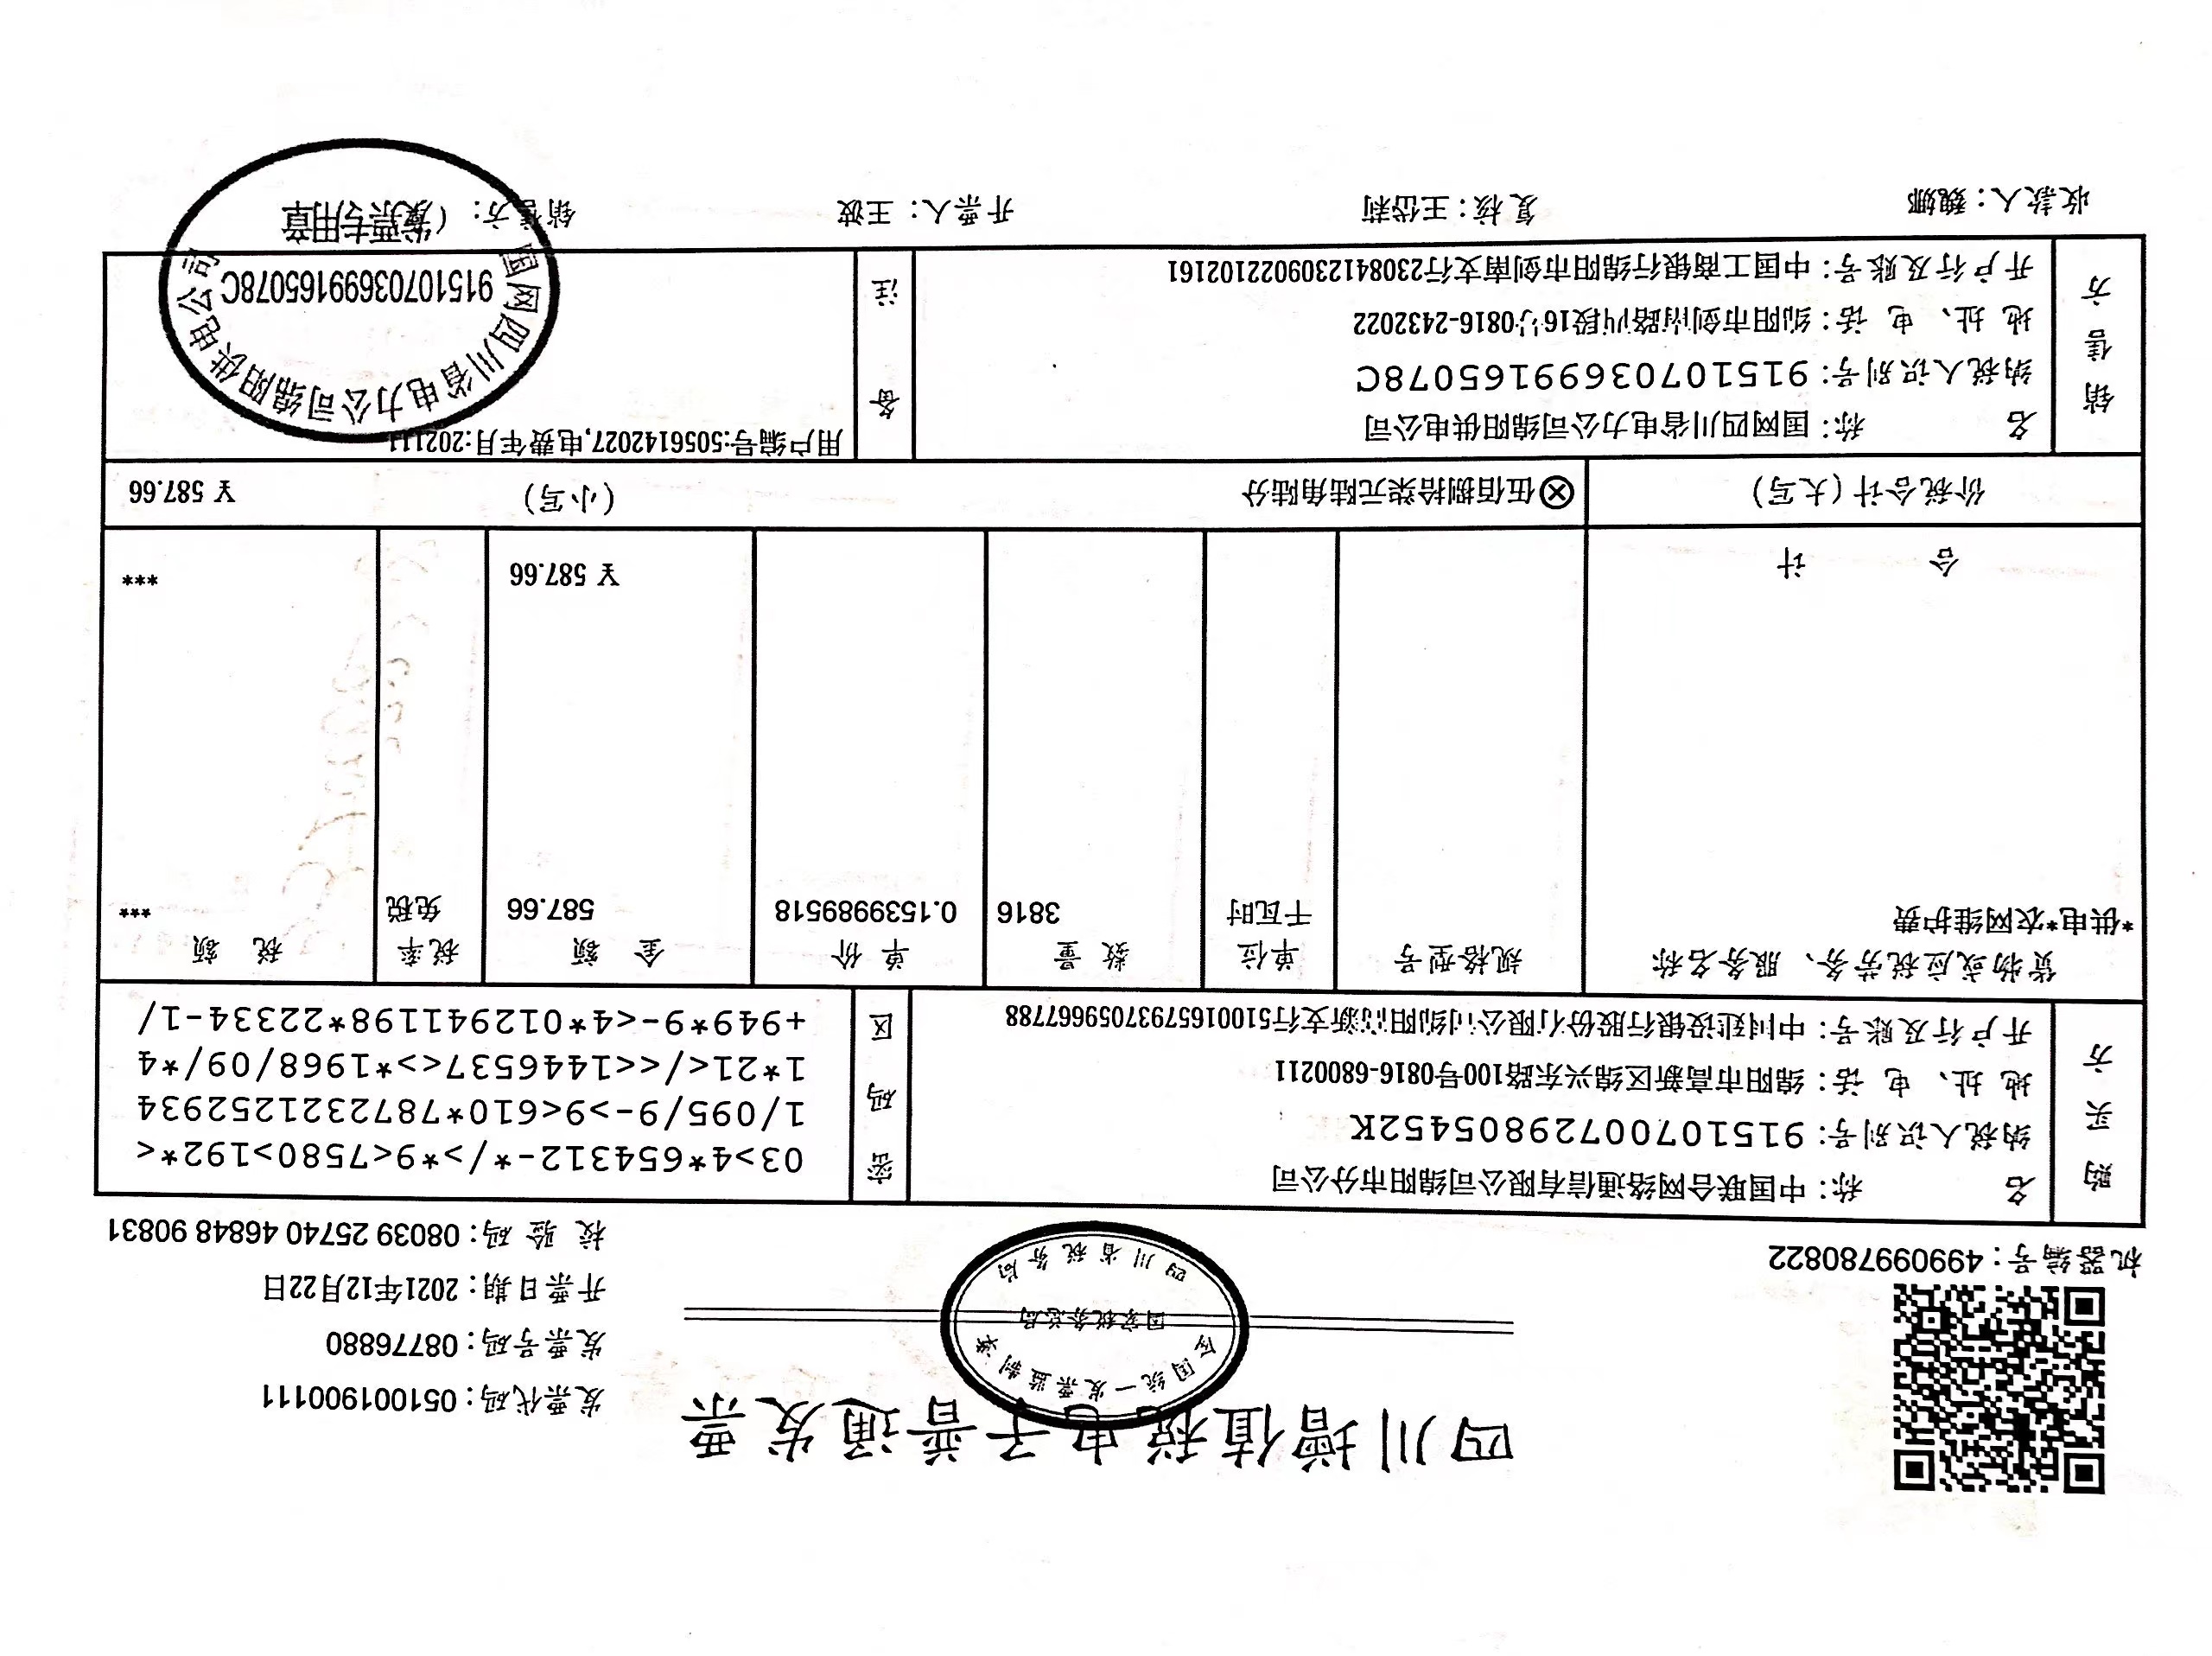 四川增值税电子普通发票
全国统一发票监制章
国家税务总局
四川省税务局
发票代码:051001900111
发票号码:08776880
开票日期:2021年12月22日
校验码:08039 25740 46848 90831
机器编号:499099780822
购买方
名称:中国联合网络通信有限公司绵阳市分公司
纳税人识别号:91510700729805452K
地址、电话:绵阳市高新区绵兴东路100号0816-6800211
开户行及账号:中国建设银行股份有限公司绵阳高新支行51001657937059667788
密码区
03>4*654312-*/>*9<7580>192*<
1/095/9->9<610*7872321252934
1*21</<<1446537<>*1968/09/*4
+949*9-<4*012941198*22334-1/
货物或应税劳务、服务名称 规格型号 单位 数量 单价 金额 税率 税额
*供电*农网维护费 千瓦时 3816 0.1539989518 587.66 免税 ***
合计 ¥ 587.66 ***
价税合计(大写) ⊗伍佰捌拾柒元陆角陆分 (小写) ¥ 587.66
销售方
名称:国网四川省电力公司绵阳供电公司
纳税人识别号:91510703699165078C
地址、电话:绵阳市剑南路四段16号0816-2432022
开户行及账号:中国工商银行绵阳市剑南支行2308412309022102161
备注
用户编号:5056142027,电费年月:202111
国网四川省电力公司绵阳供电公司
91510703699165078C
发票专用章
收款人:魏娜 复核:王岱莉 开票人:王波 销售方:(章)